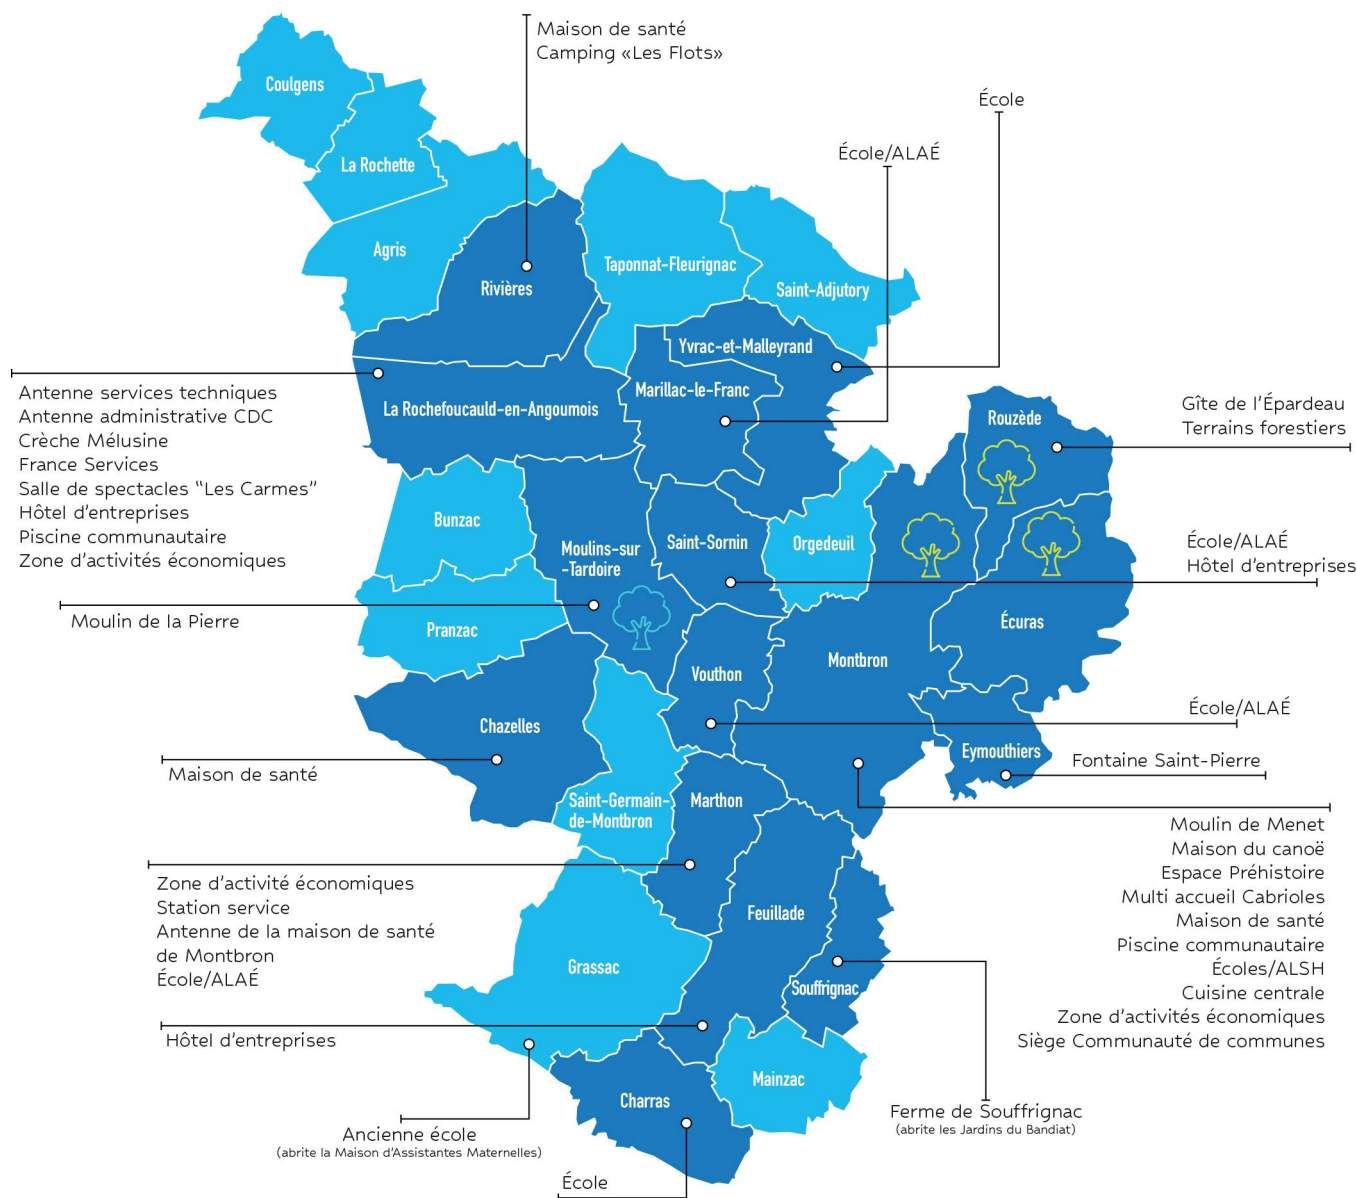 Maison de santé
Camping «Les Flots»
Coulgens
École
La Rochette
École/ALAÉ
Agris
Taponnat-Fleurignac
Rivières
Saint-Adjutory
Yvrac-et-Malleyrand
Marillac-le-Franc
La Rochefoucauld-en-Angoumois
Antenne services techniques
Antenne administrative CDC
Crèche Mélusine
France Services
Salle de spectacles “Les Carmes”
Hôtel d'entreprises
Piscine communautaire
Zone d'activités économiques
Rouzède
Gîte de l'Épardeau
Terrains forestiers
Bunzac
Moulins-sur
-Tardoire
Saint-Sornin
Orgedeuil
École/ALAÉ
Hôtel d'entreprises
Moulin de la Pierre
Pranzac
Écuras
Vouthon
Montbron
École/ALAÉ
Chazelles
Eymouthiers
Fontaine Saint-Pierre
Maison de santé
Saint-Germain-
de-Montbron
Marthon
Moulin de Menet
Maison du canoë
Espace Préhistoire
Multi accueil Cabrioles
Maison de santé
Piscine communautaire
Écoles/ALSH
Cuisine centrale
Zone d'activités économiques
Siège Communauté de communes
Zone d'activité économiques
Station service
Antenne de la maison de santé
de Montbron
École/ALAÉ
Feuillade
Grassac
Souffrignac
Hôtel d'entreprises
Mainzac
Charras
Ferme de Souffrignac
(abrite les Jardins du Bandiat)
Ancienne école
(abrite la Maison d'Assistantes Maternelles)
École